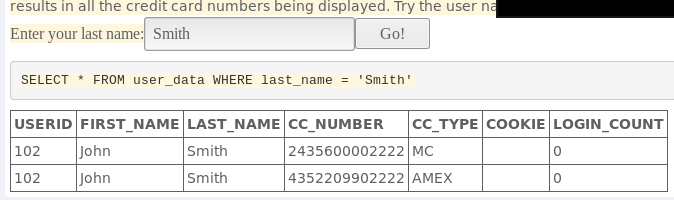 results in all the credit card numbers being displayed. Try the user
Enter your last name: Smith Go!
SELECT * FROM user_data WHERE last_name = 'Smith'
USERID FIRST_NAME LAST_NAME CC_NUMBER CC_TYPE COOKIE LOGIN_COUNT
102 John Smith 2435600002222 MC 0
102 John Smith 4352209902222 AMEX 0